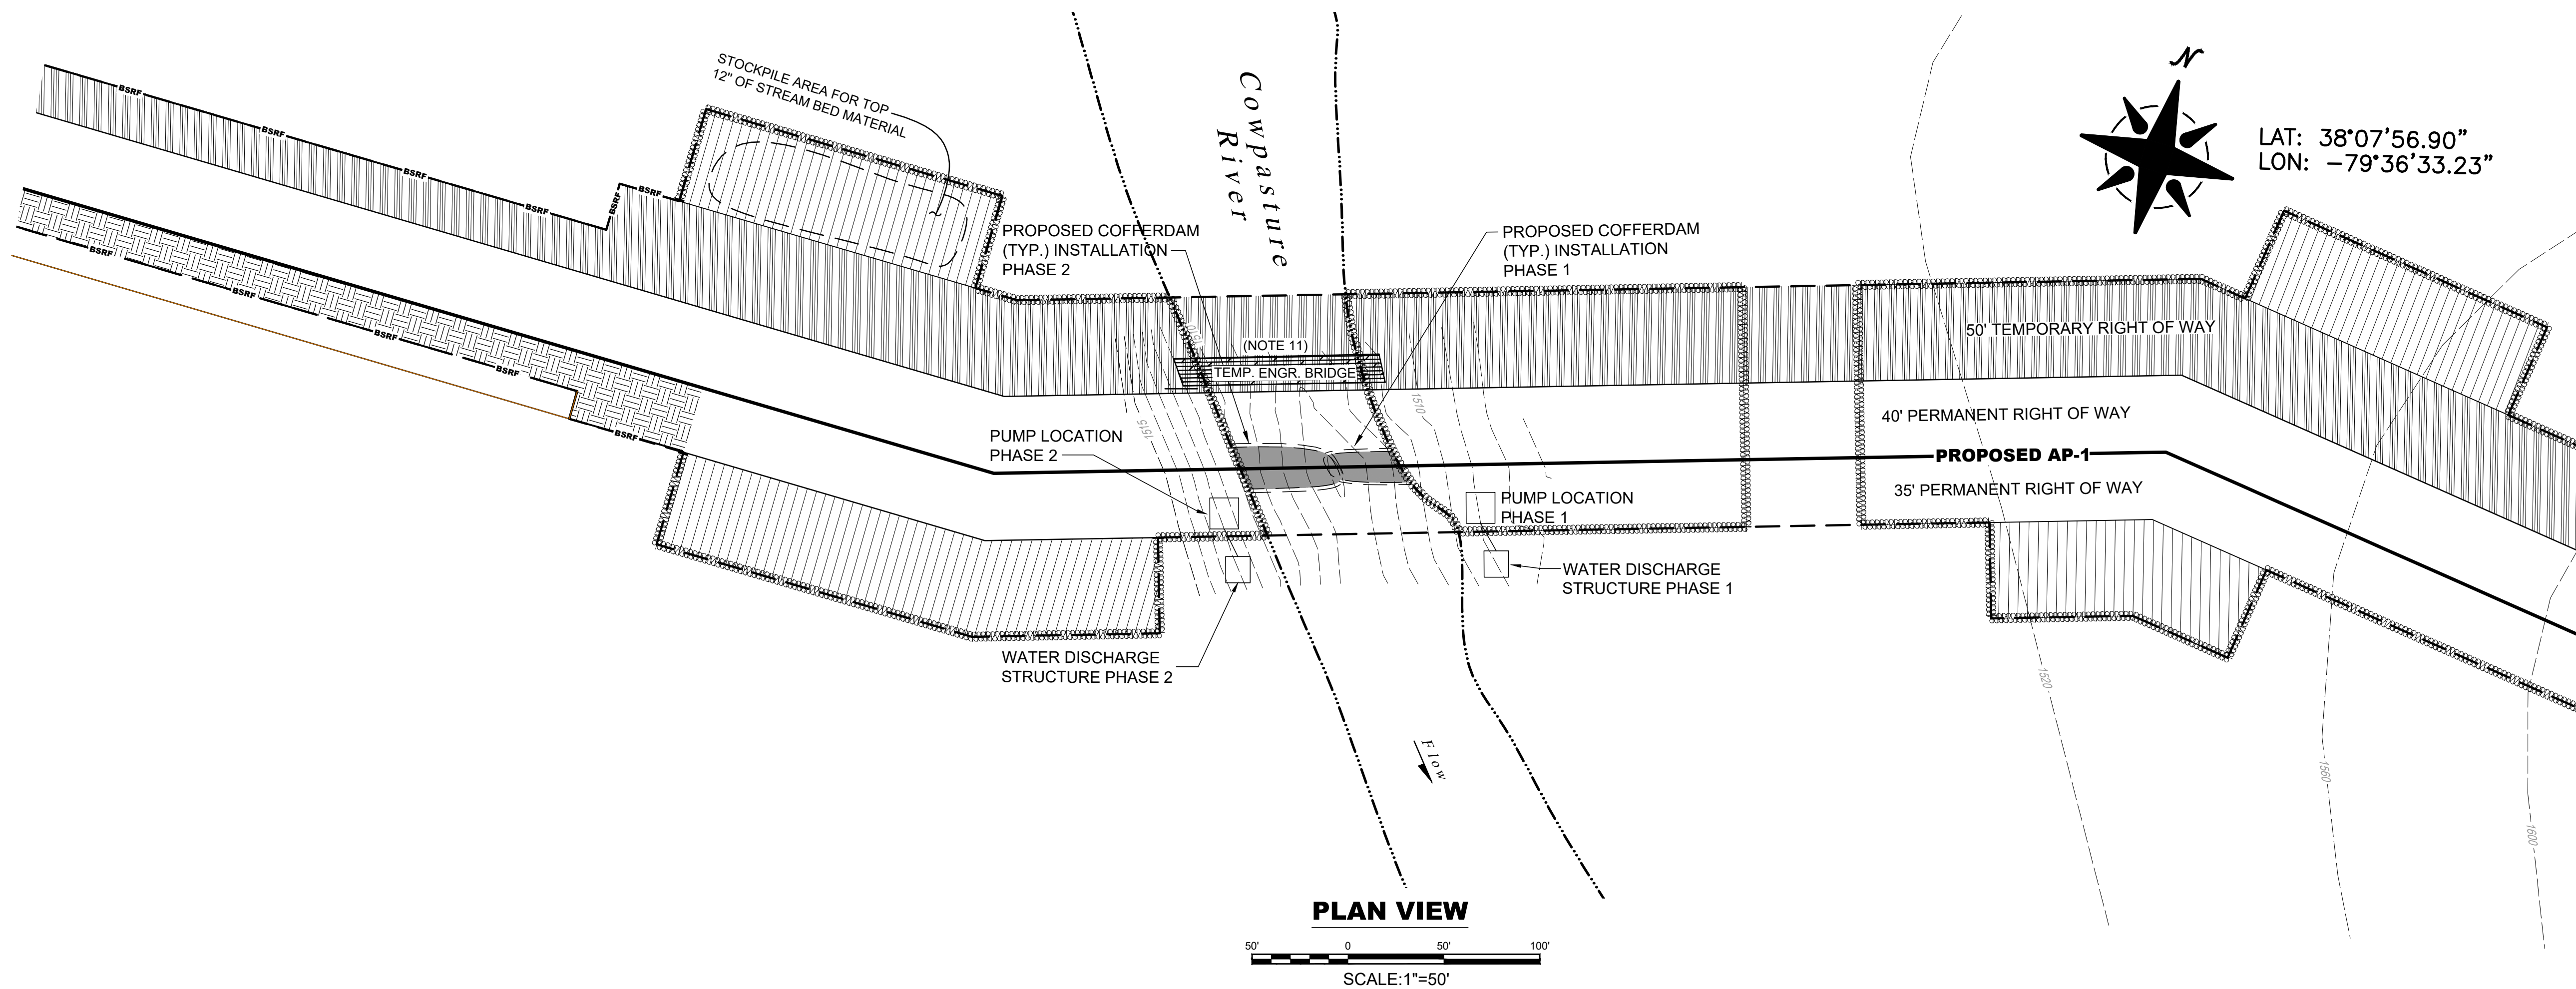 STOCKPILE AREA FOR TOP
12" OF STREAM BED MATERIAL
Cowpasture
River
N
LAT: 38°07'56.90"
LON: -79°36'33.23"
BSRF
BSRF
BSRF
BSRF
BSRF
BSRF
BSRF
BSRF
BSRF
BSRF
BSRF
PROPOSED COFFERDAM
(TYP.) INSTALLATION
PHASE 2
PROPOSED COFFERDAM
(TYP.) INSTALLATION
PHASE 1
1510
(NOTE 11)
TEMP. ENGR. BRIDGE
50' TEMPORARY RIGHT OF WAY
1510
1515
40' PERMANENT RIGHT OF WAY
PUMP LOCATION
PHASE 2
PROPOSED AP-1
35' PERMANENT RIGHT OF WAY
PUMP LOCATION
PHASE 1
WATER DISCHARGE
STRUCTURE PHASE 1
WATER DISCHARGE
STRUCTURE PHASE 2
1520
Flow
1560
1600
PLAN VIEW
50' 0 50' 100'
SCALE:1"=50'